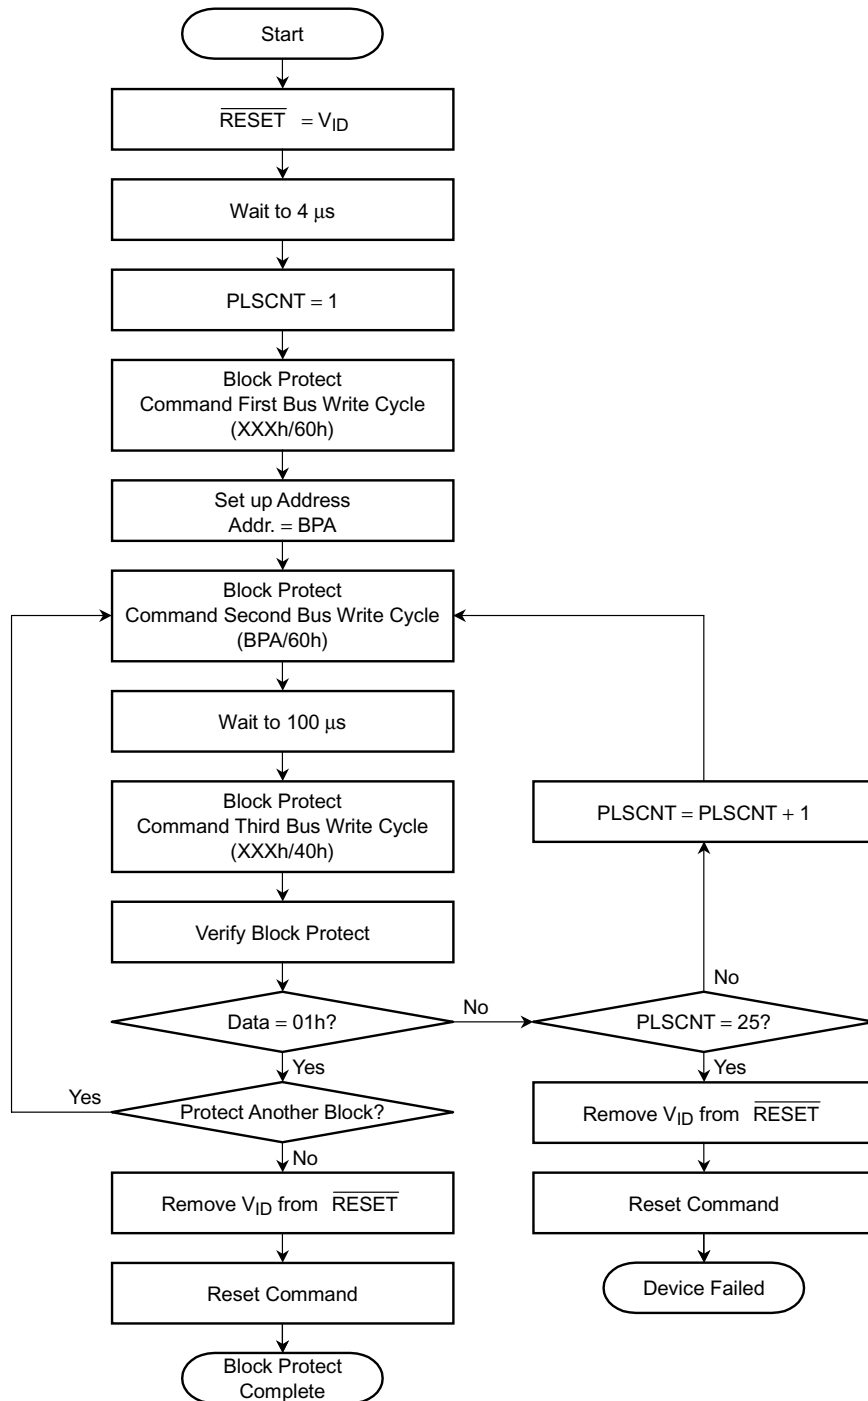 Start
RESET = VID
Wait to 4 μs
PLSCNT = 1
Block Protect
Command First Bus Write Cycle
(XXXh/60h)
Set up Address
Addr. = BPA
Block Protect
Command Second Bus Write Cycle
(BPA/60h)
Wait to 100 μs
Block Protect
Command Third Bus Write Cycle
(XXXh/40h)
PLSCNT = PLSCNT + 1
Verify Block Protect
No
Data = 01h?
No
PLSCNT = 25?
Yes
Yes
Yes
Protect Another Block?
Remove VID from RESET
No
Remove VID from RESET
Reset Command
Reset Command
Device Failed
Block Protect
Complete